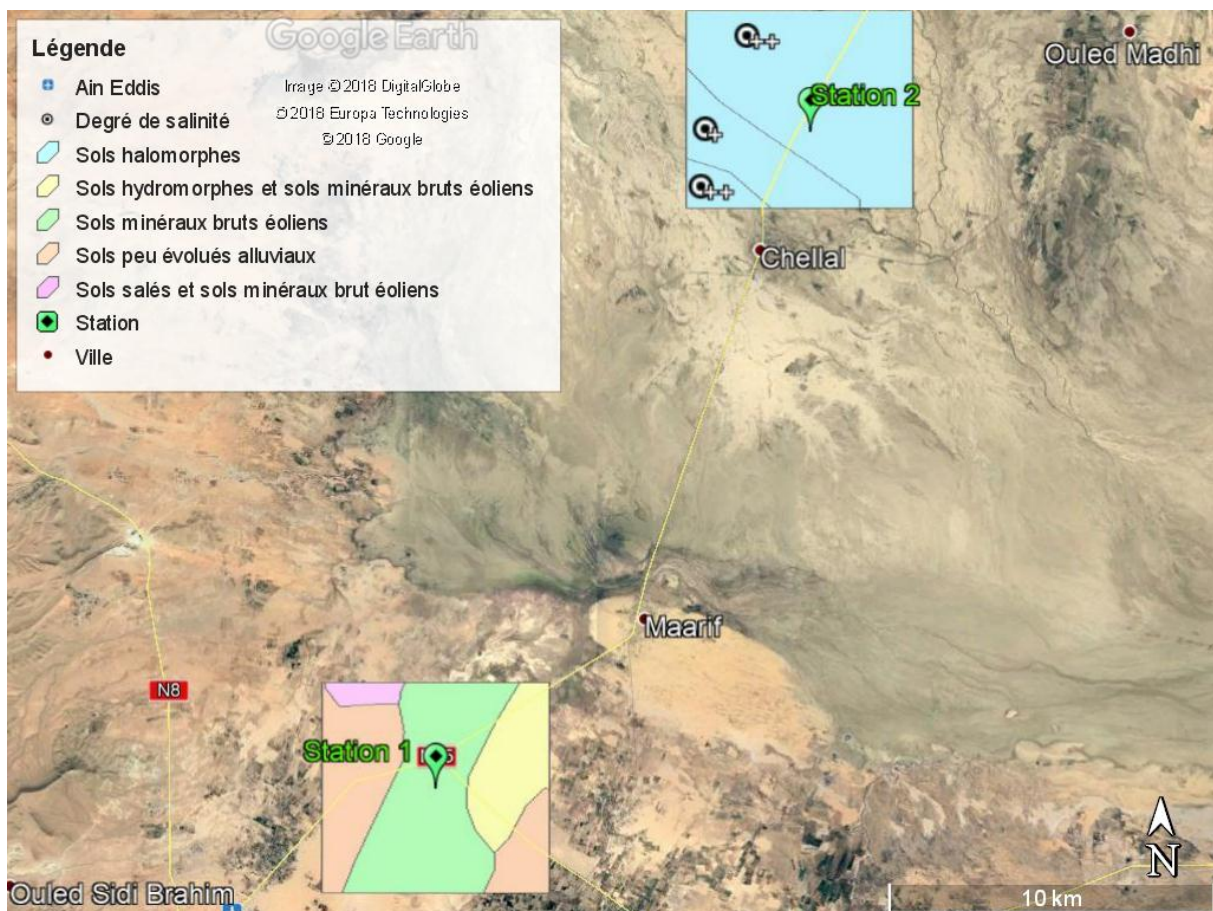 Légende
Google Earth
Ain Eddis
Degré de salinité
Sols halomorphes
Sols hydromorphes et sols minéraux bruts éoliens
Sols minéraux bruts éoliens
Sols peu évolués alluviaux
Sols salés et sols minéraux brut éoliens
Station
Ville
Image © 2018 DigitalGlobe
© 2018 Europa Technologies
© 2018 Google
++
Ouled Madhi
Station 2
+
++
Chellal
Maarif
N8
Station 1
Ouled Sidi Brahim
N
10 km